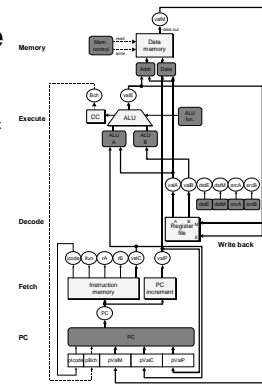 e
valM
data out
Memory
Mem. control
read
write
Data memory
Addr
Data
Bch
valE
Execute
CC
ALU
ALU fun.
ALU A
ALU B
valA
valB
dstE
dstM
srcA
srcB
dstE
dstM
srcA
srcB
A
B
M
Register file
E
Decode
Write back
icode
ifun
rA
rB
valC
valP
Fetch
Instruction memory
PC increment
PC
PC
PC
pIcode
pBch
pValM
pValC
pValP